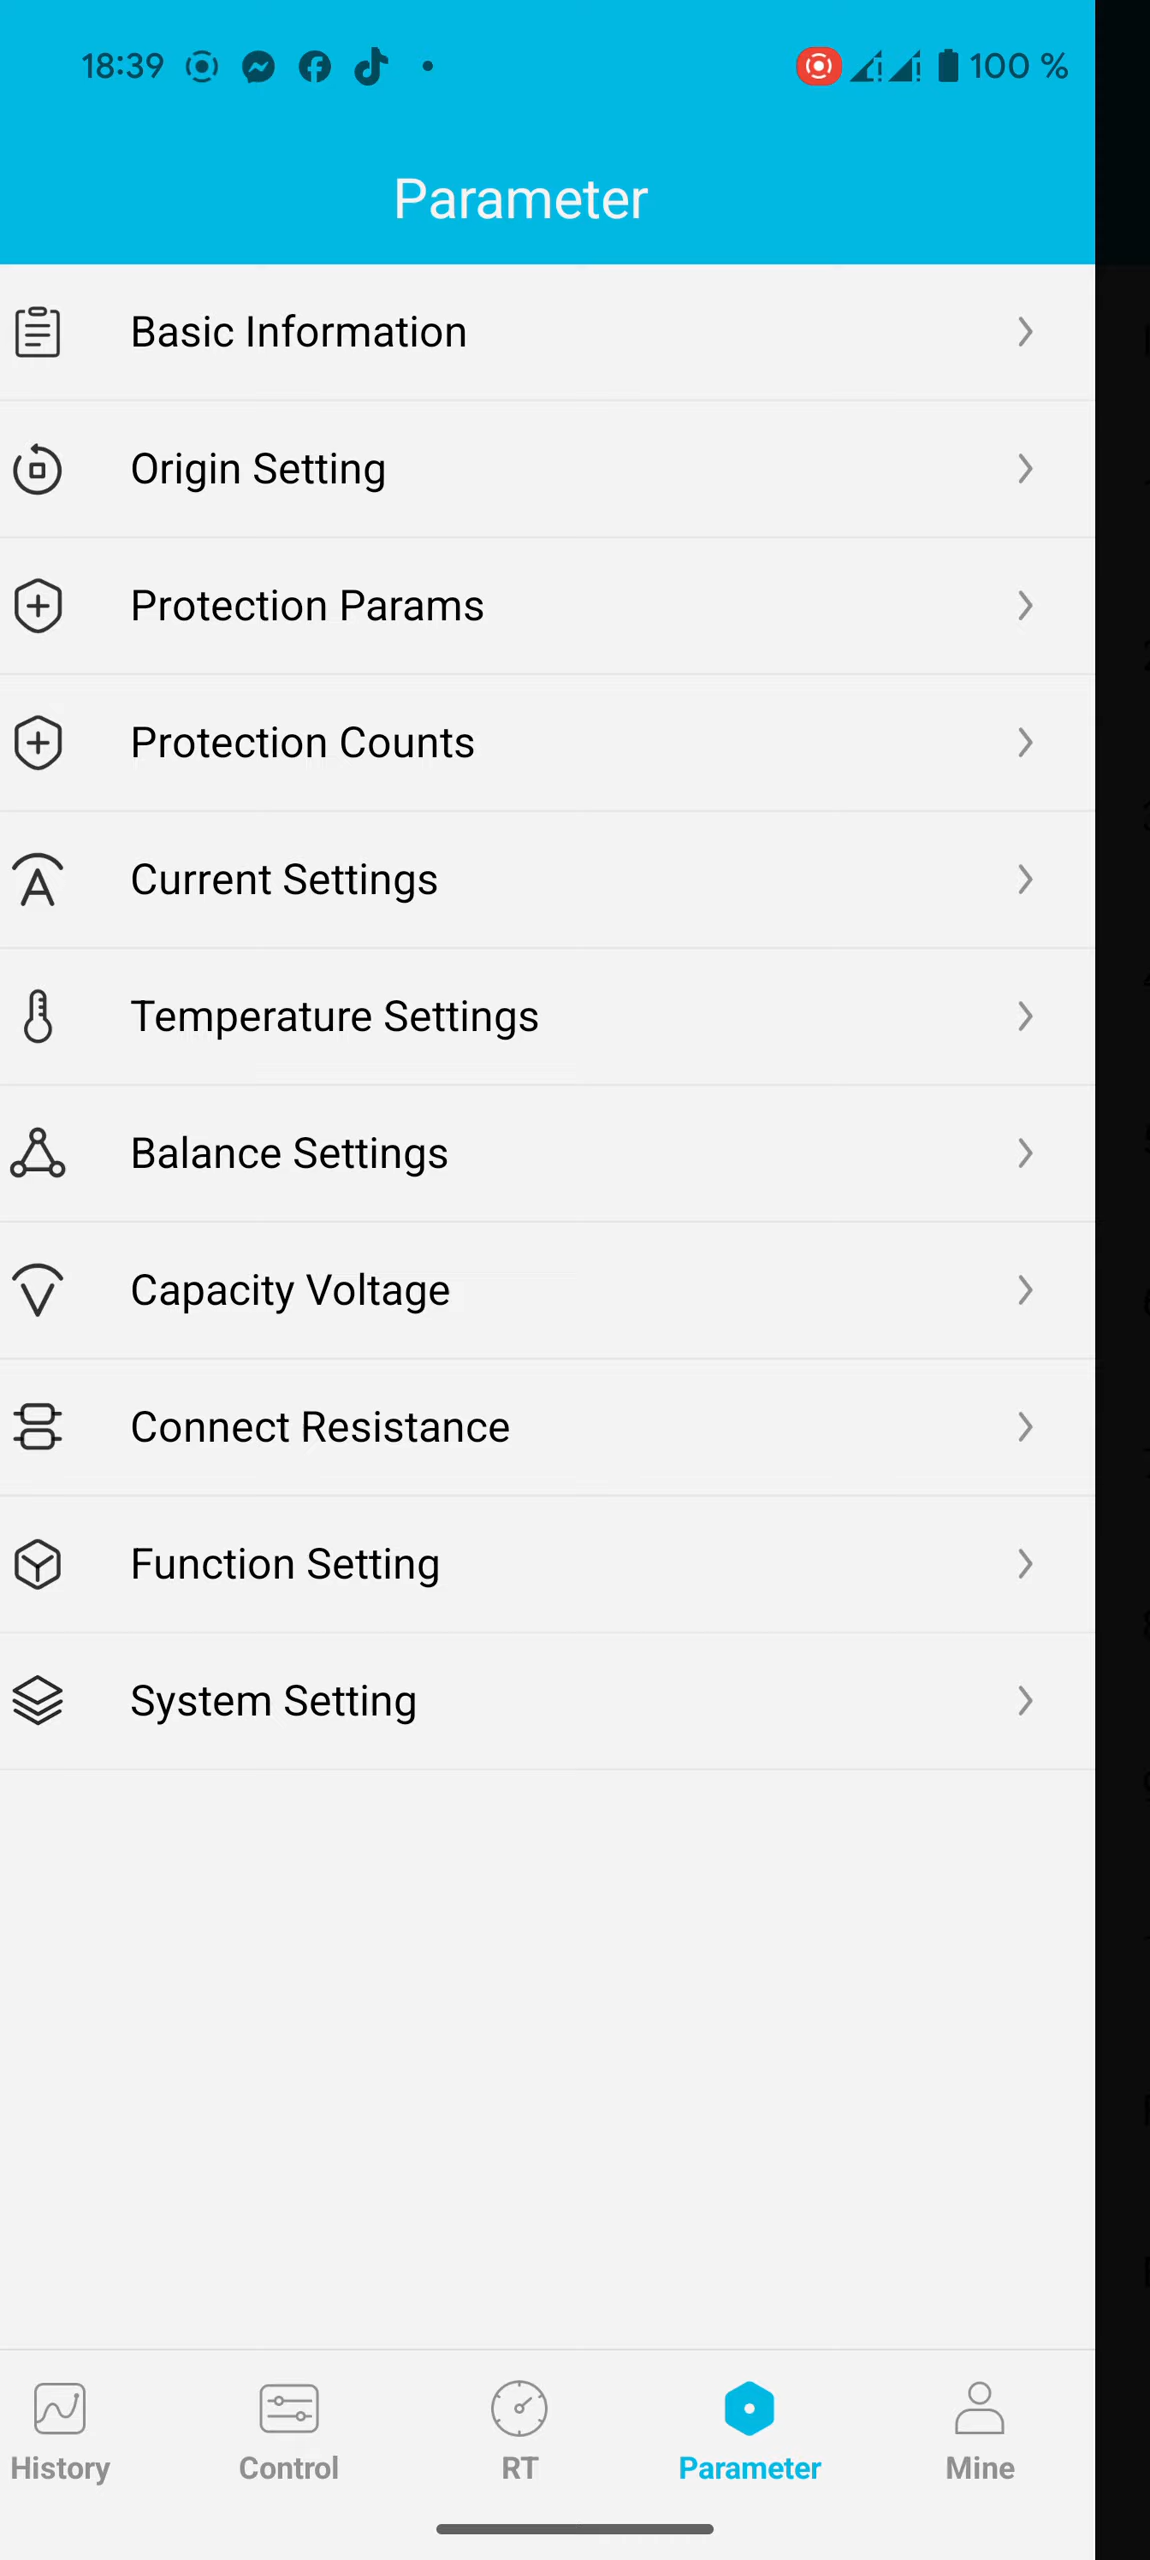 18:39
100 %
Parameter
Basic Information
Origin Setting
Protection Params
Protection Counts
Current Settings
Temperature Settings
Balance Settings
Capacity Voltage
Connect Resistance
Function Setting
System Setting
History
Control
RT
Parameter
Mine